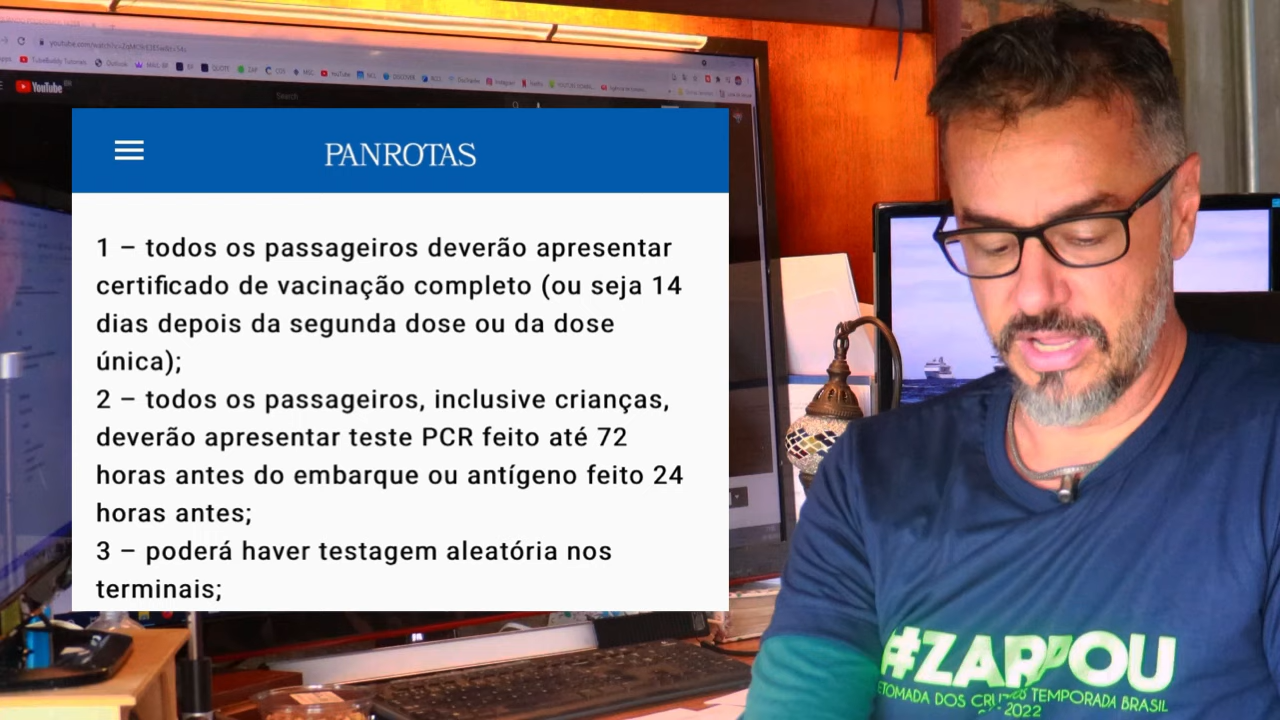 YouTube
Search
PANROTAS
1 – todos os passageiros deverão apresentar
certificado de vacinação completo (ou seja 14
dias depois da segunda dose ou da dose
única);
2 – todos os passageiros, inclusive crianças,
deverão apresentar teste PCR feito até 72
horas antes do embarque ou antígeno feito 24
horas antes;
3 – poderá haver testagem aleatória nos
terminais;
#ZARPOU
TEMPORADA BRASIL
2022